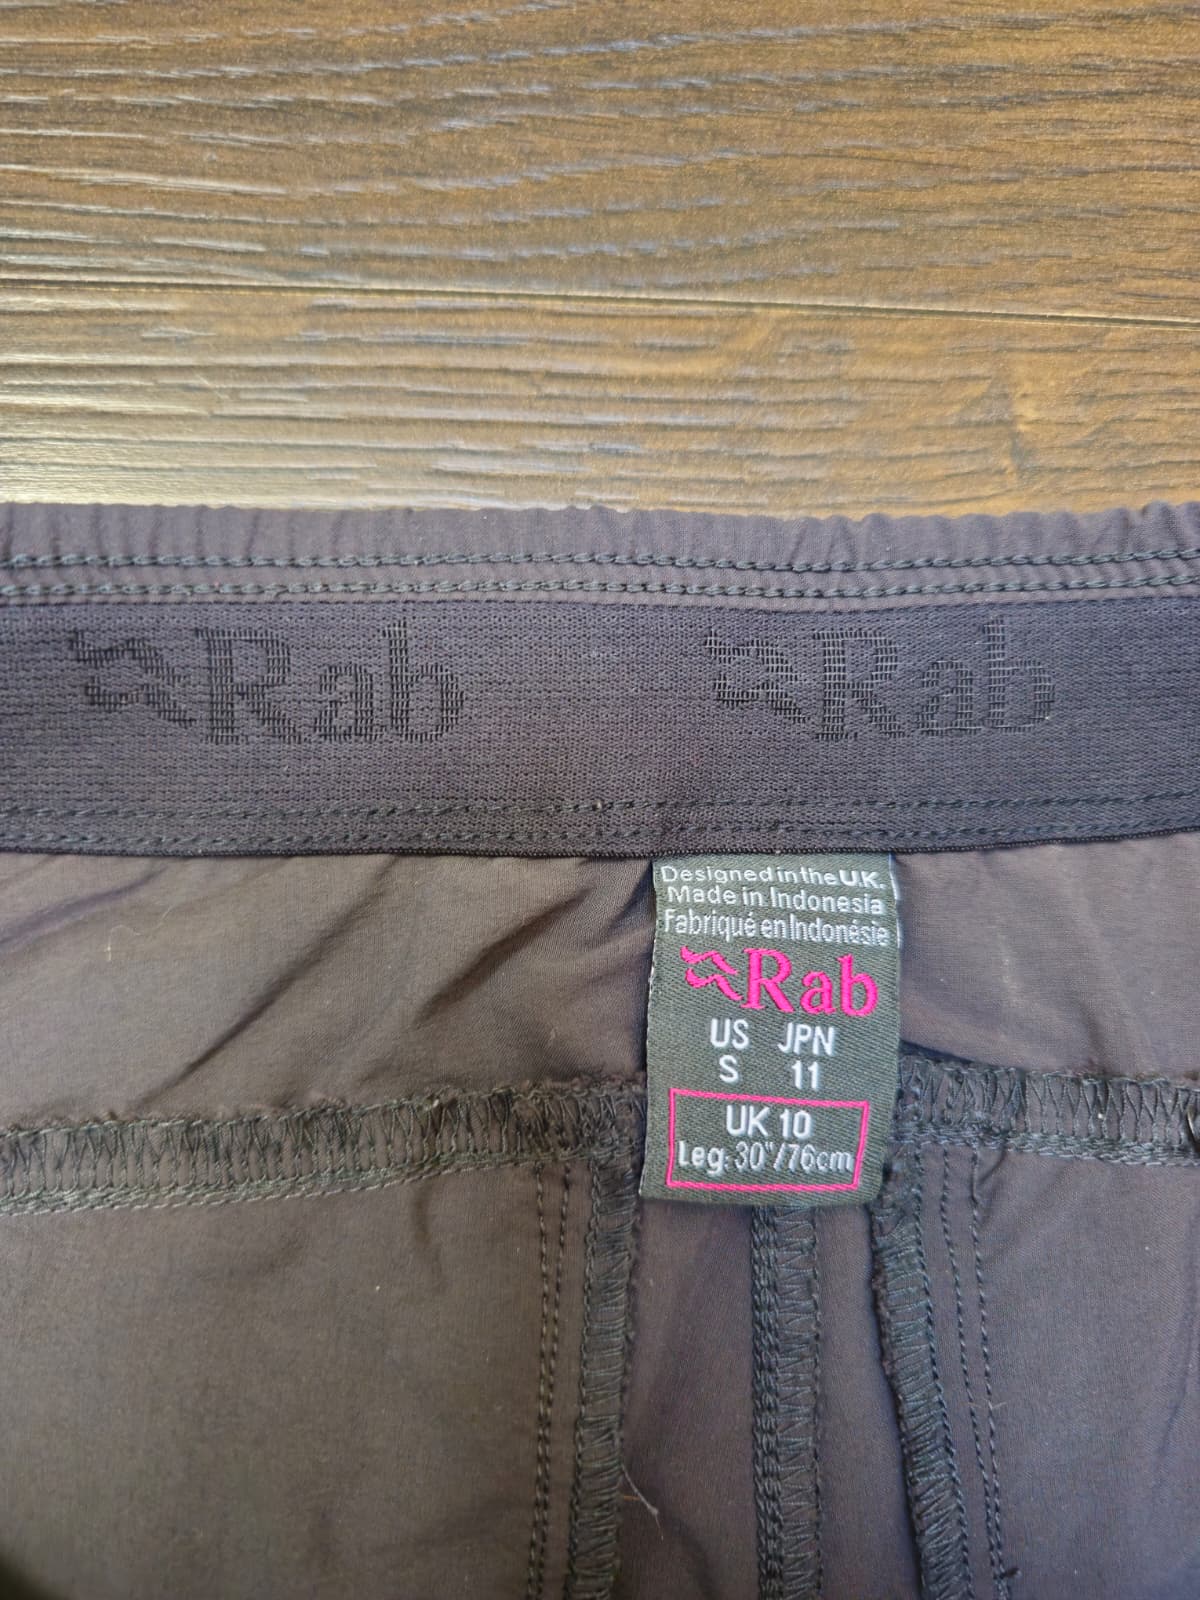 Rab Rab
Designed in the U.K.
Made in Indonesia
Fabriqué en Indonésie
Rab
US JPN
S 11
UK 10
Leg: 30"/76cm